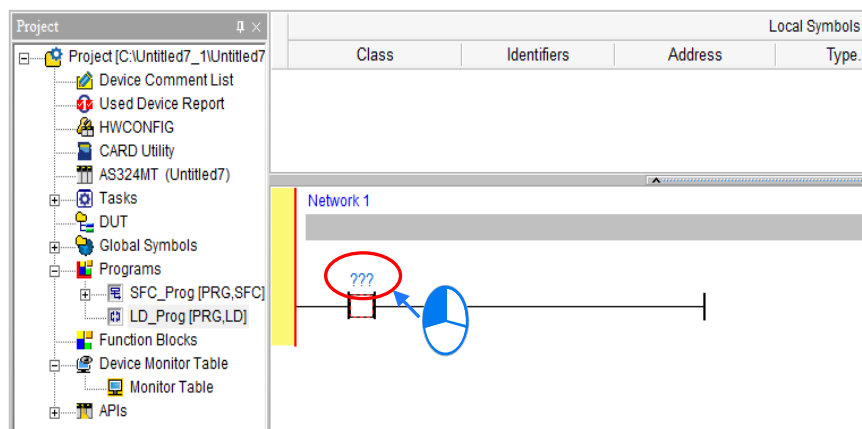 Project
Project [C:\Untitled7_1\Untitled7
Device Comment List
Used Device Report
HWCONFIG
CARD Utility
AS324MT (Untitled7)
Tasks
DUT
Global Symbols
Programs
SFC_Prog [PRG,SFC]
LD_Prog [PRG,LD]
Function Blocks
Device Monitor Table
Monitor Table
APIs
Local Symbols
Class Identifiers Address Type.
Network 1
???